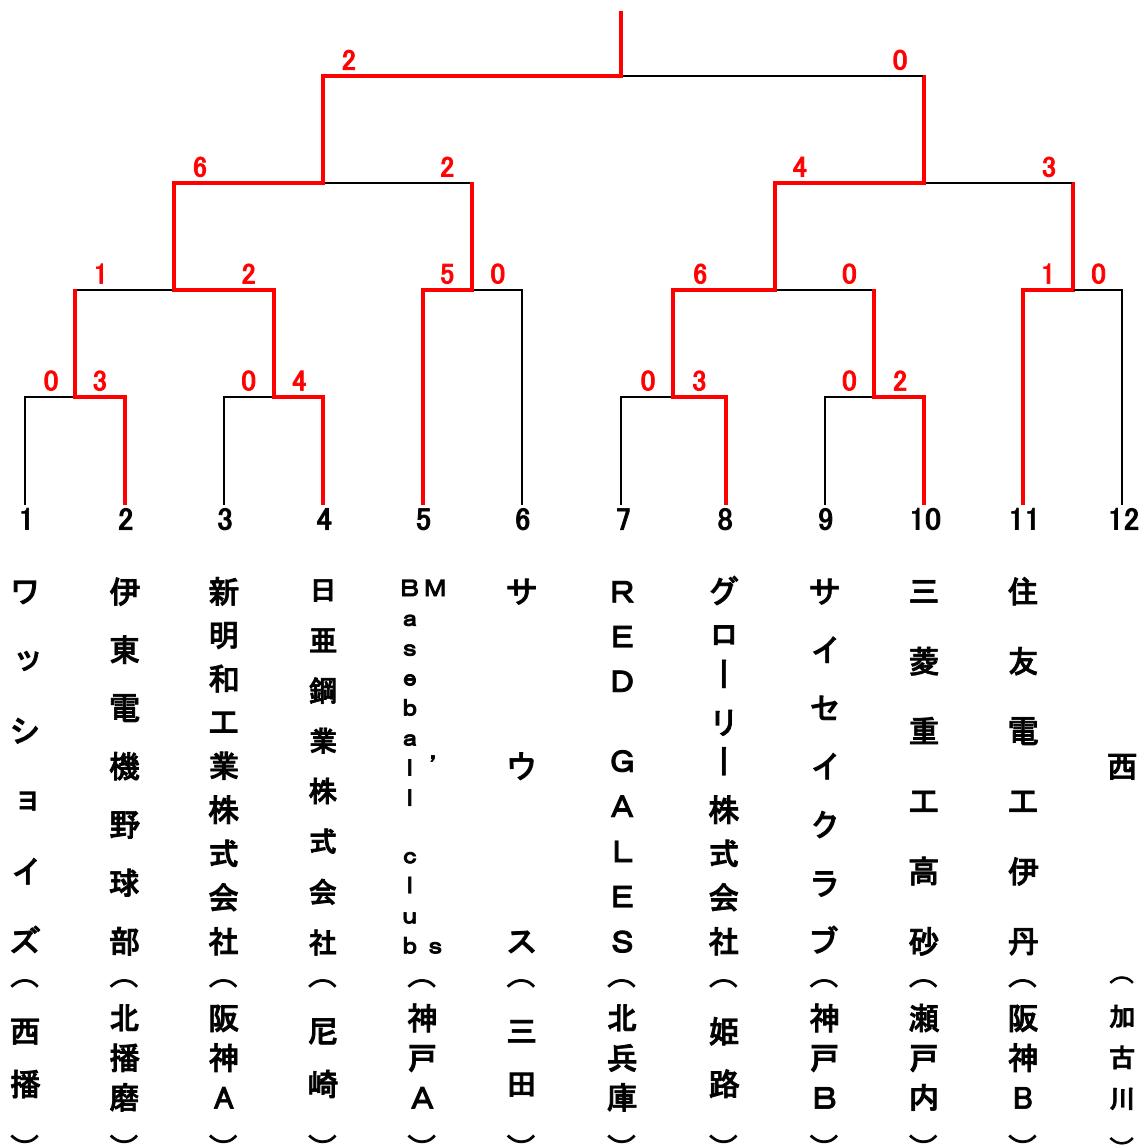 2 0
6 2 4 3
1 2 5 0 6 0 1 0
0 3 0 4 0 3 0 2
1 2 3 4 5 6 7 8 9 10 11 12
ワッショイズ（西播）
伊東電機野球部（北播磨）
新明和工業株式会社（阪神A）
日亜鋼業株式会社（尼崎）
M's
Baseball club（神戸A）
サウス（三田）
RED GALES（北兵庫）
グローリー株式会社（姫路）
サイセイクラブ（神戸B）
三菱重工高砂（瀬戸内）
住友電工伊丹（阪神B）
西（加古川）